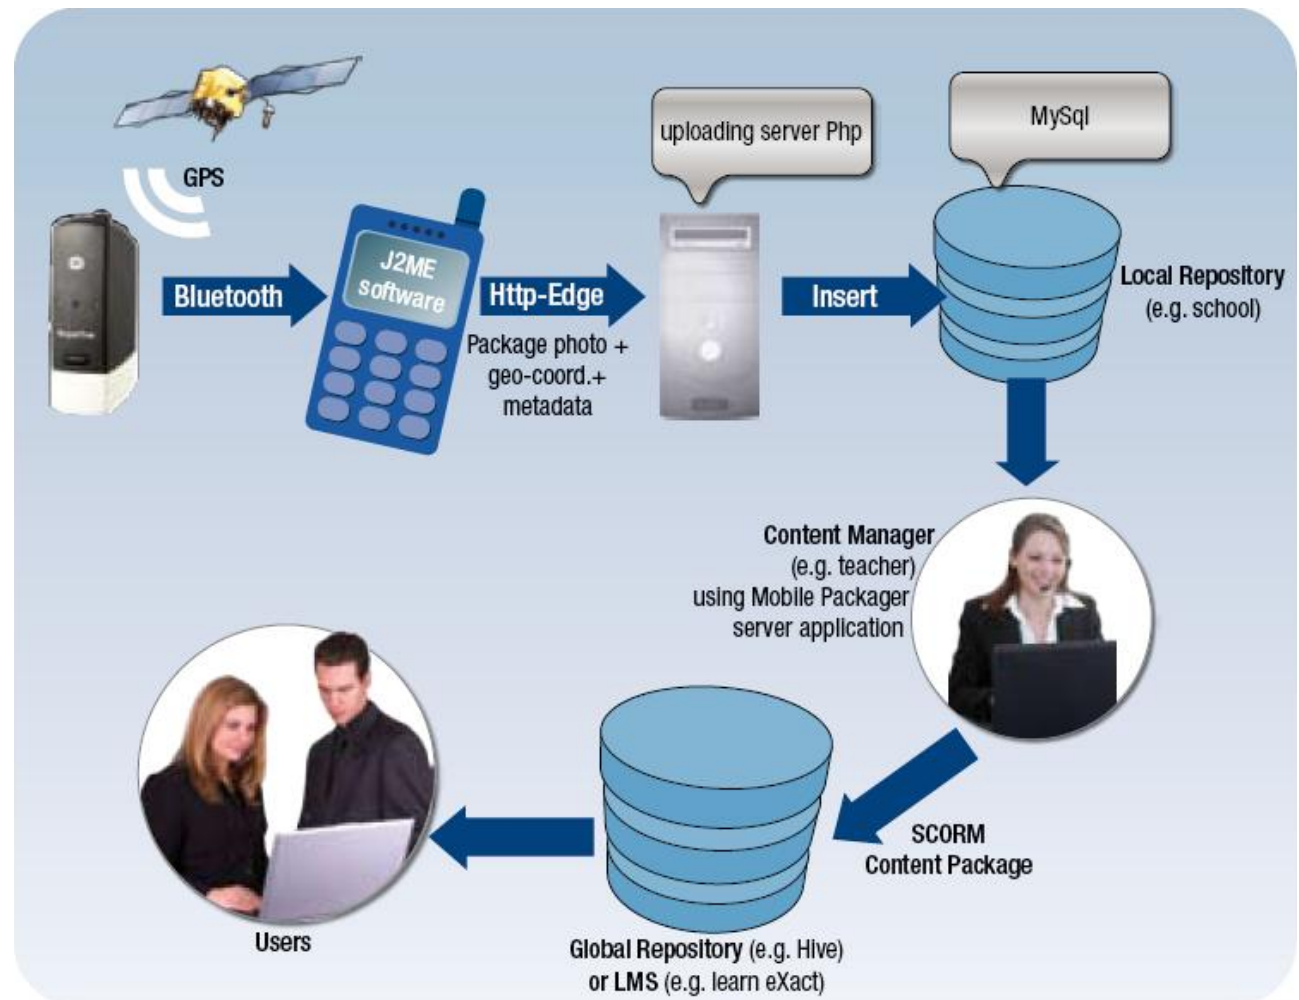 GPS
Bluetooth
J2ME
software
Http-Edge
Package photo +
geo-coord.+
metadata
uploading server Php
Insert
MySql
Local Repository
(e.g. school)
Content Manager
(e.g. teacher)
using Mobile Packager
server application
SCORM
Content Package
Global Repository (e.g. Hive)
or LMS (e.g. learn eXact)
Users